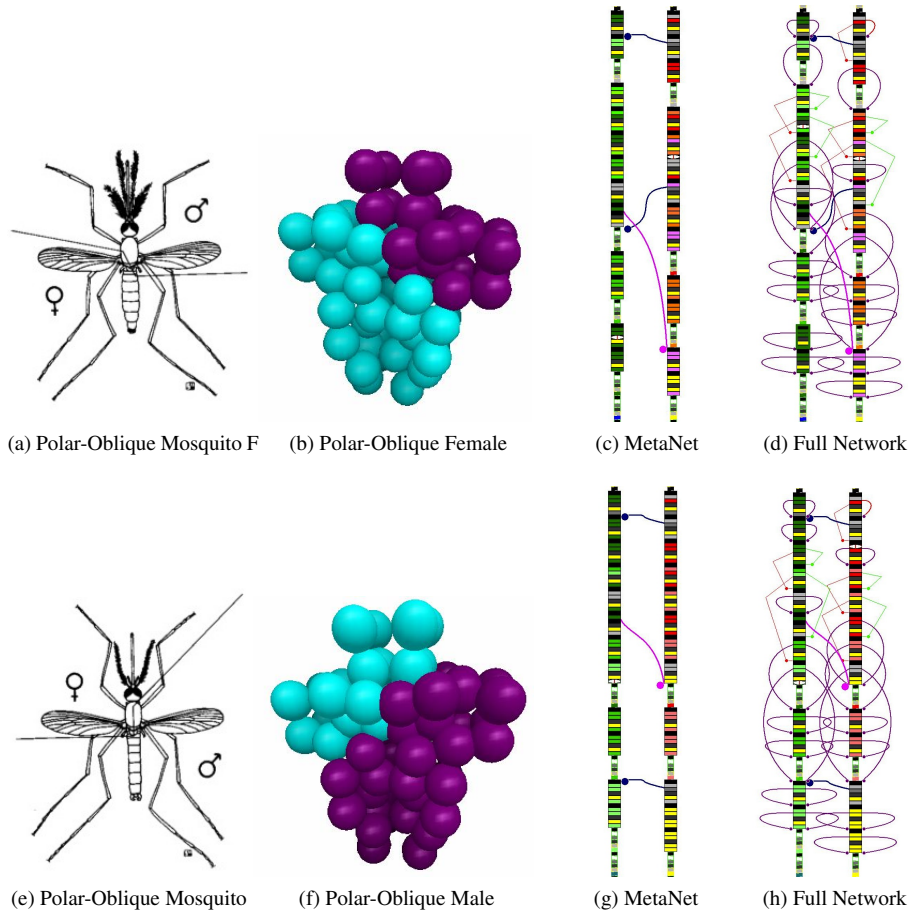 (a) Polar-Oblique Mosquito F
(b) Polar-Oblique Female
(c) MetaNet
(d) Full Network
(e) Polar-Oblique Mosquito
(f) Polar-Oblique Male
(g) MetaNet
(h) Full Network